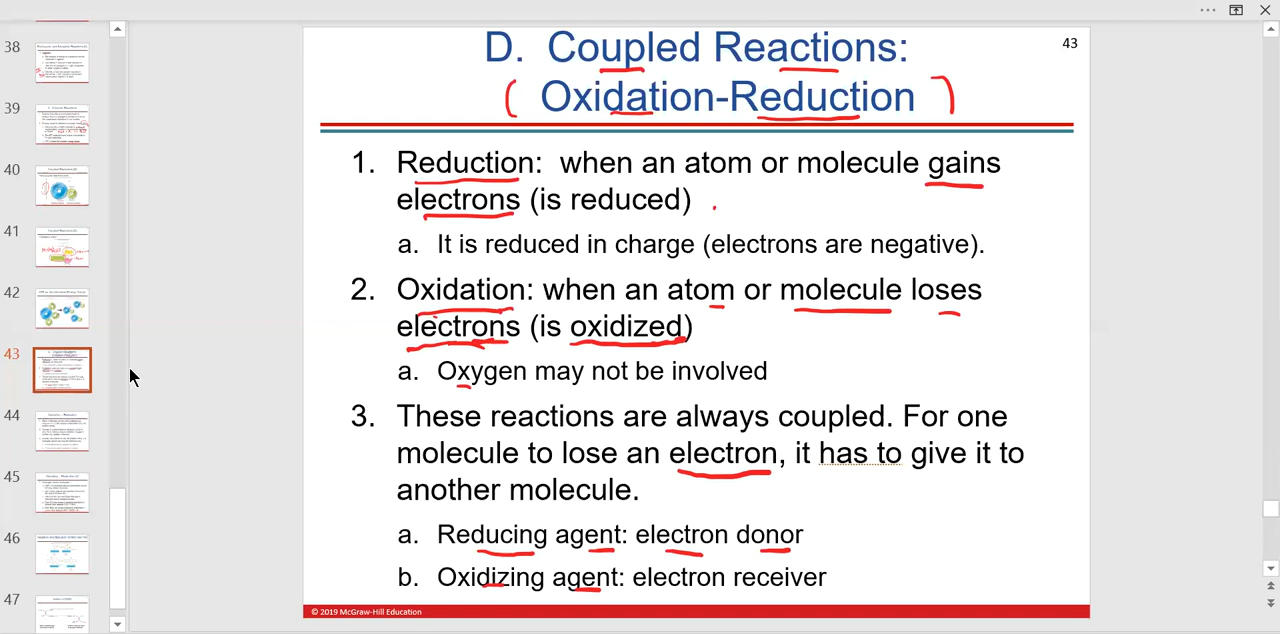 38
39
40
41
42
43
44
45
46
47
43
D. Coupled Reactions:
( Oxidation-Reduction )
1. Reduction: when an atom or molecule gains
electrons (is reduced)
a. It is reduced in charge (electrons are negative).
2. Oxidation: when an atom or molecule loses
electrons (is oxidized)
a. Oxygen may not be involved
3. These reactions are always coupled. For one
molecule to lose an electron, it has to give it to
another molecule.
a. Reducing agent: electron donor
b. Oxidizing agent: electron receiver
© 2019 McGraw-Hill Education